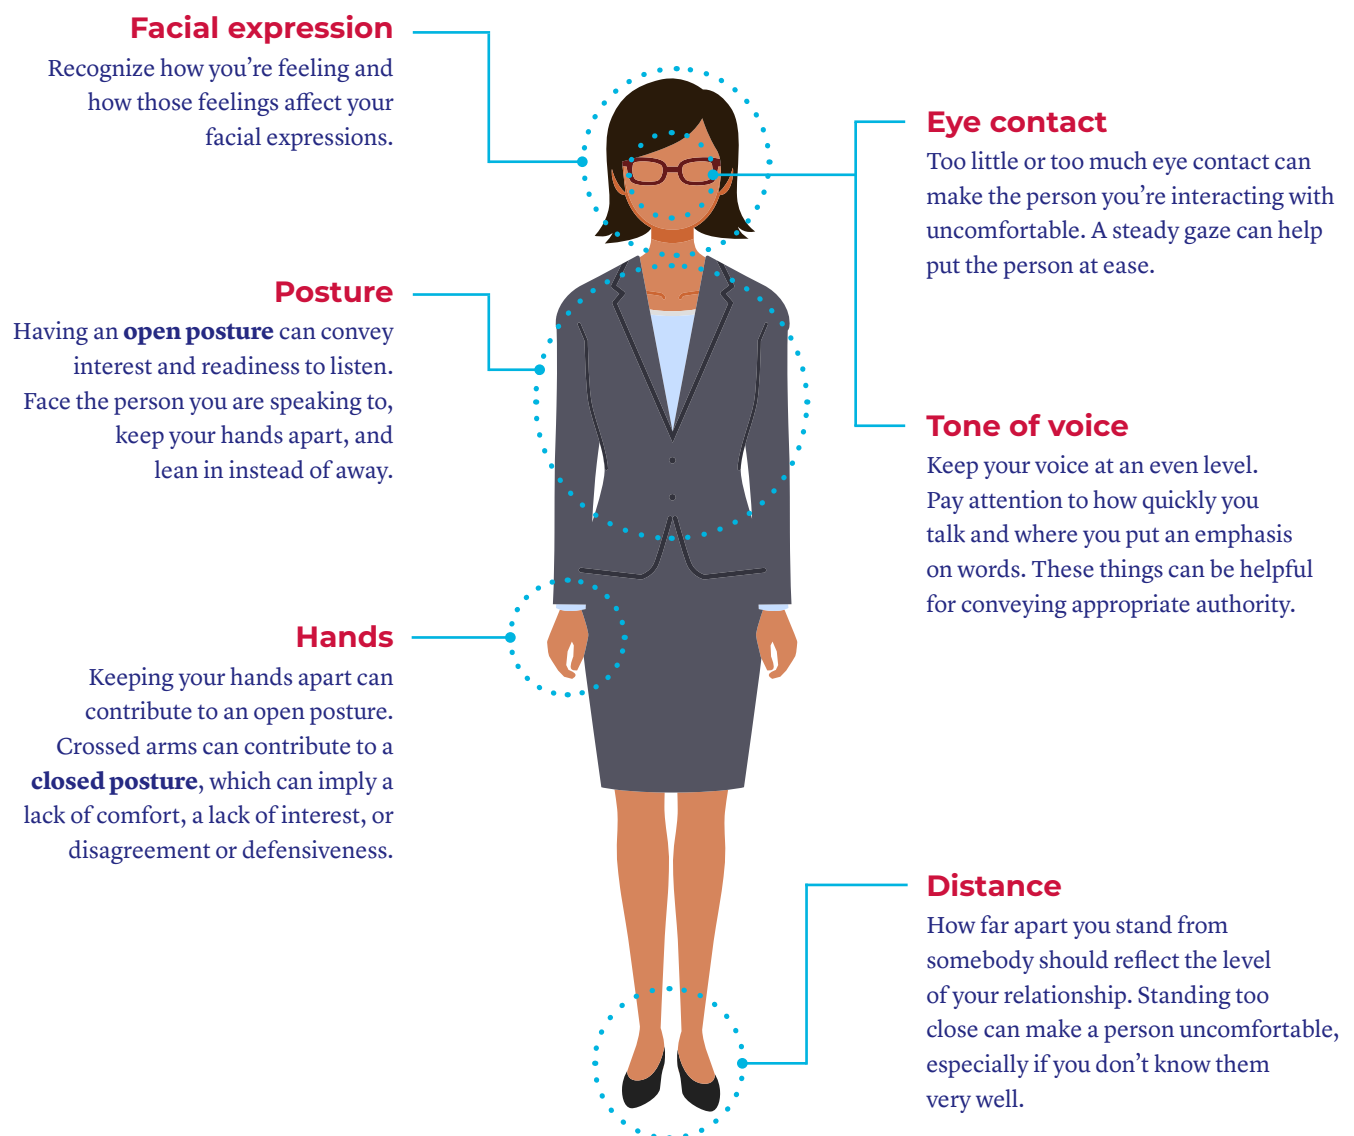 Facial expression
Recognize how you’re feeling and
how those feelings affect your
facial expressions.
Posture
Having an open posture can convey
interest and readiness to listen.
Face the person you are speaking to,
keep your hands apart, and
lean in instead of away.
Hands
Keeping your hands apart can
contribute to an open posture.
Crossed arms can contribute to a
closed posture, which can imply a
lack of comfort, a lack of interest, or
disagreement or defensiveness.
Eye contact
Too little or too much eye contact can
make the person you’re interacting with
uncomfortable. A steady gaze can help
put the person at ease.
Tone of voice
Keep your voice at an even level.
Pay attention to how quickly you
talk and where you put an emphasis
on words. These things can be helpful
for conveying appropriate authority.
Distance
How far apart you stand from
somebody should reflect the level
of your relationship. Standing too
close can make a person uncomfortable,
especially if you don’t know them
very well.